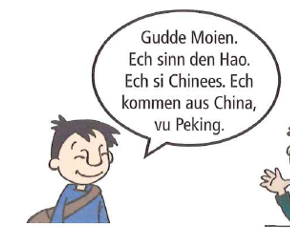 Gudde Moien.
Ech sinn den Hao.
Ech si Chinees. Ech
kommen aus China,
vu Peking.